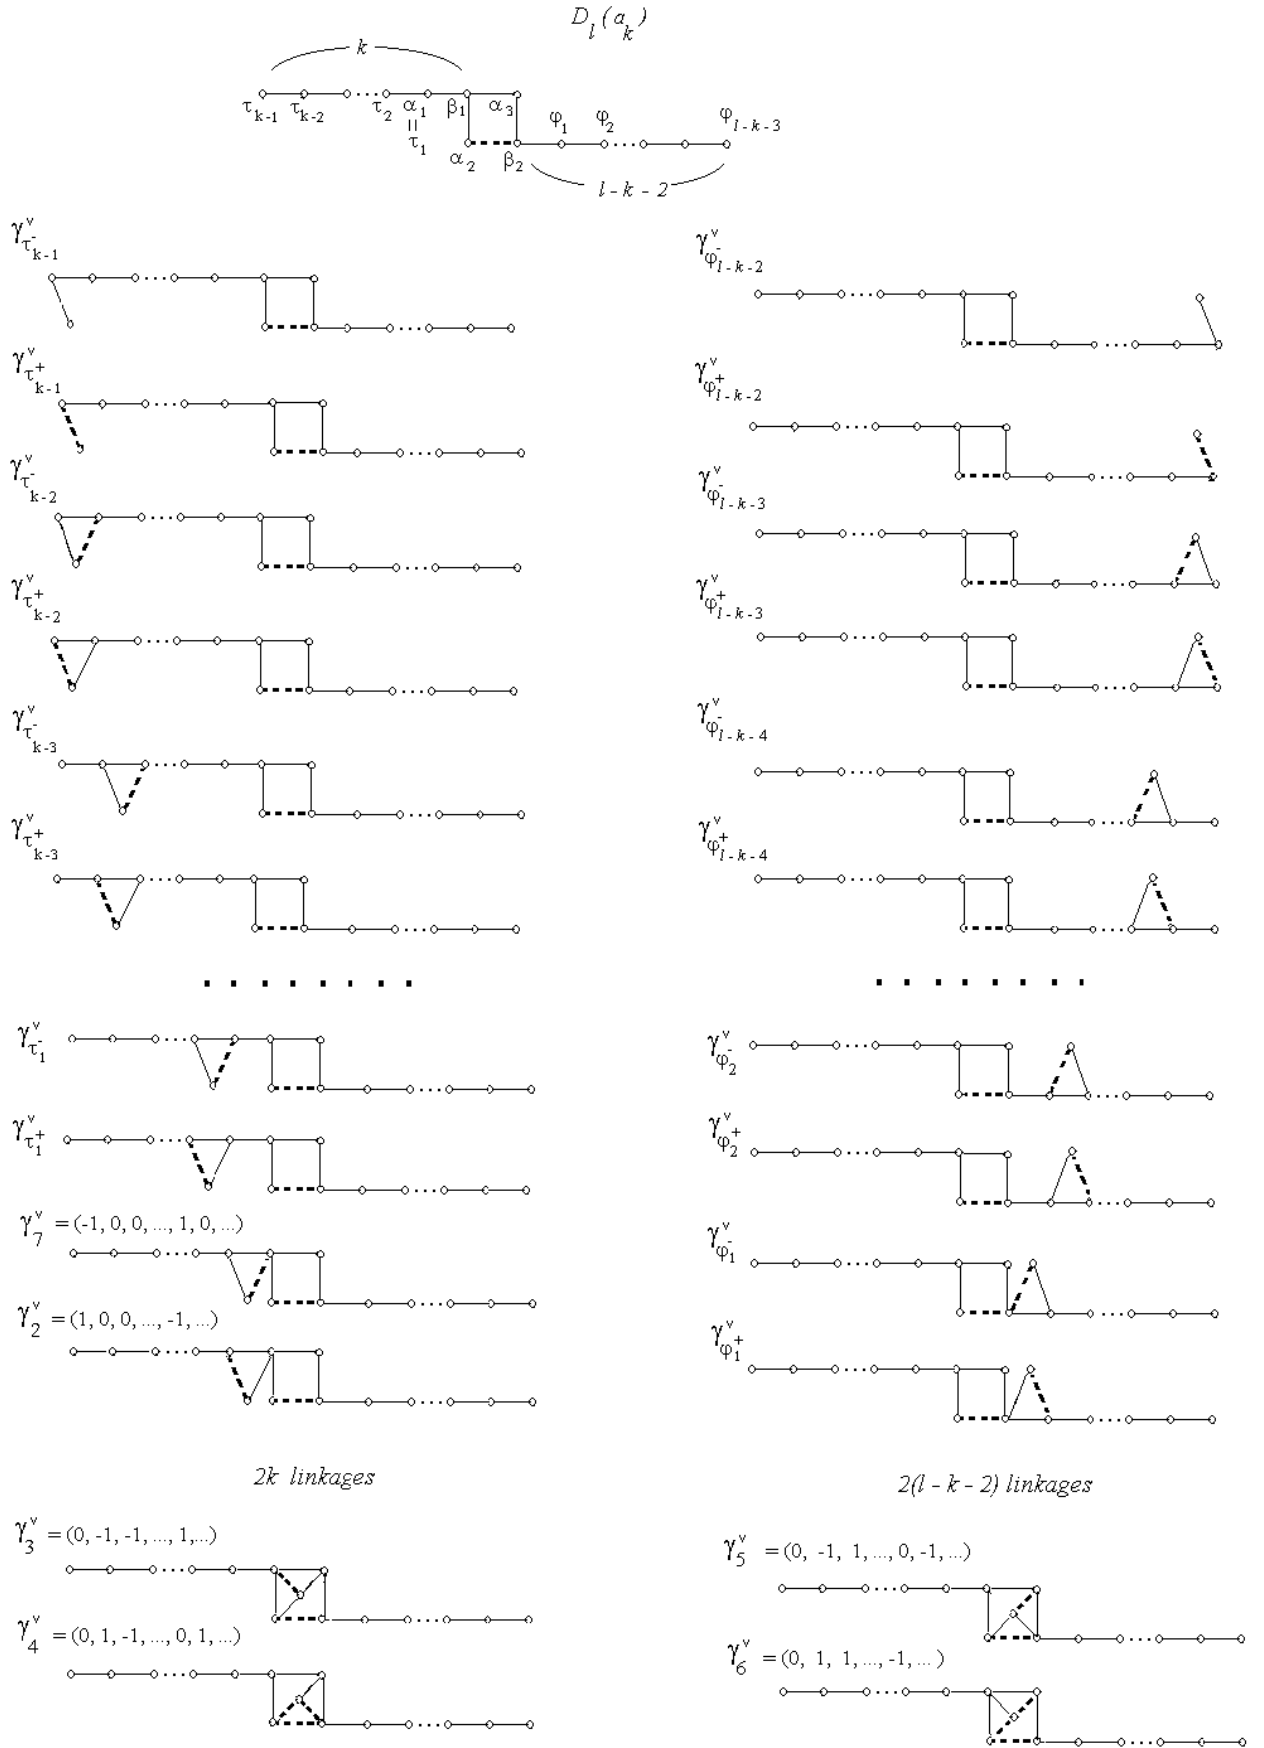 D_l(a_k)
k
τ_{k-1} τ_{k-2} τ_2 α_1 β_1 α_3 φ_1 φ_2 φ_{l-k-3}
=
τ_1
α_2 β_2
l - k - 2
γ^∨_{τ^-_{k-1}}
γ^∨_{τ^+_{k-1}}
γ^∨_{τ^-_{k-2}}
γ^∨_{τ^+_{k-2}}
γ^∨_{τ^-_{k-3}}
γ^∨_{τ^+_{k-3}}
γ^∨_{τ^-_1}
γ^∨_{τ^+_1}
γ^∨_7 = (-1, 0, 0, ..., 1, 0, ...)
γ^∨_2 = (1, 0, 0, ..., -1, ...)
2k linkages
γ^∨_{φ^-_{l-k-2}}
γ^∨_{φ^+_{l-k-2}}
γ^∨_{φ^-_{l-k-3}}
γ^∨_{φ^+_{l-k-3}}
γ^∨_{φ^-_{l-k-4}}
γ^∨_{φ^+_{l-k-4}}
γ^∨_{φ^-_2}
γ^∨_{φ^+_2}
γ^∨_{φ^-_1}
γ^∨_{φ^+_1}
2(l - k - 2) linkages
γ^∨_3 = (0, -1, -1, ..., 1,...)
γ^∨_4 = (0, 1, -1, ..., 0, 1, ...)
γ^∨_5 = (0, -1, 1, ..., 0, -1, ...)
γ^∨_6 = (0, 1, 1, ..., -1, ... )